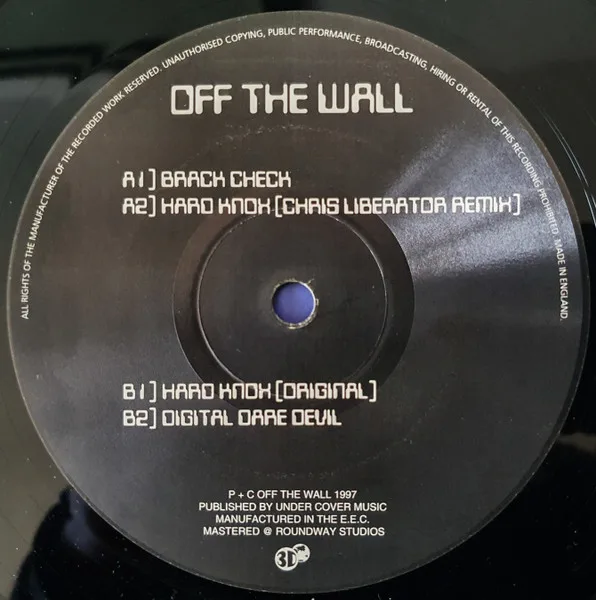 ALL RIGHTS OF THE MANUFACTURER OF THE RECORDED WORK RESERVED. UNAUTHORISED COPYING, PUBLIC PERFORMANCE, BROADCASTING, HIRING OR RENTAL OF THIS RECORDING PROHIBITED. MADE IN ENGLAND.
OFF THE WALL
A1] BRACK CHECK
A2] HARD KNOX [CHRIS LIBERATOR REMIX]
B1] HARD KNOX [ORIGINAL]
B2] DIGITAL DARE DEVIL
P + C OFF THE WALL 1997
PUBLISHED BY UNDER COVER MUSIC
MANUFACTURED IN THE E.E.C.
MASTERED @ ROUNDWAY STUDIOS
3D